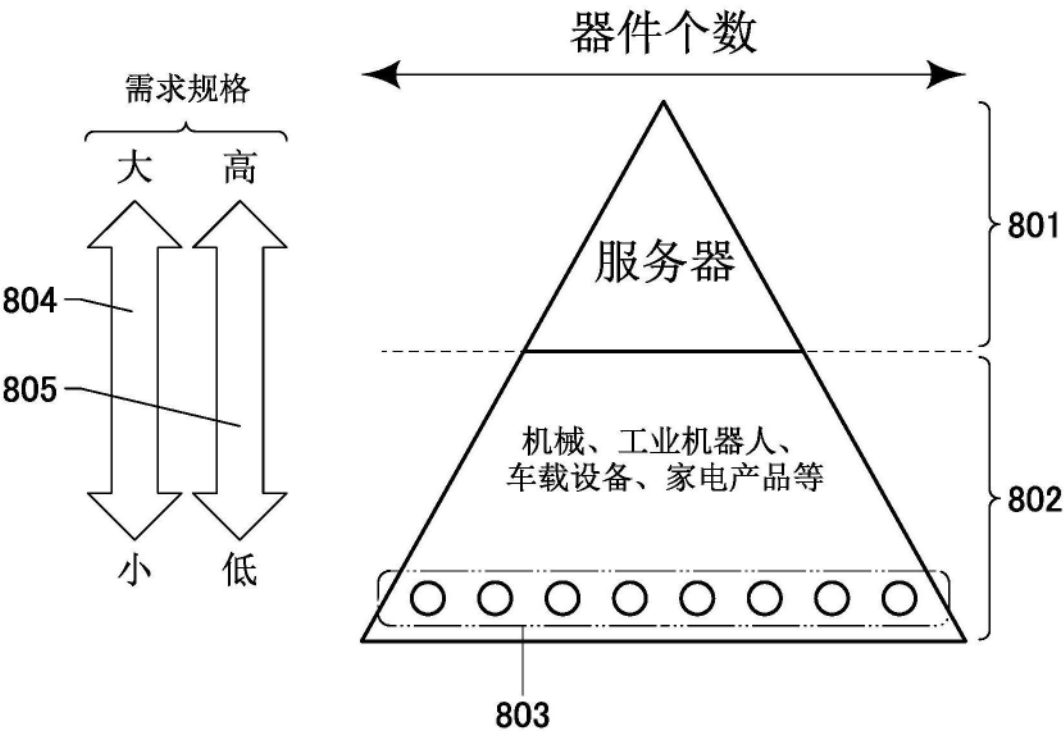 器件个数
需求规格
大 高
801
服务器
804
805
机械、工业机器人、
车载设备、家电产品等
802
小 低
803